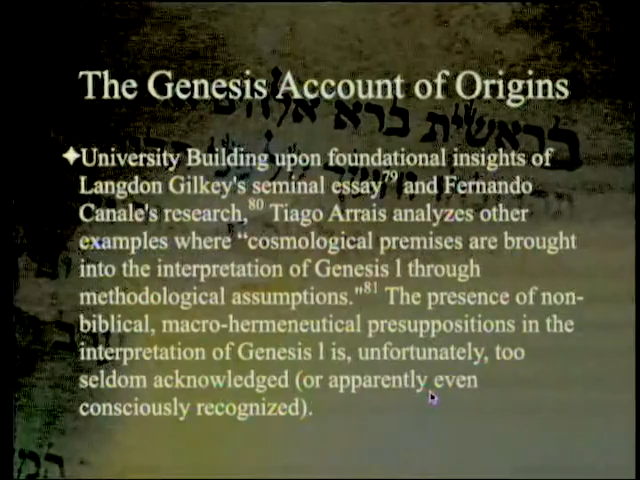 The Genesis Account of Origins
בראשית ברא אלהים
✦University Building upon foundational insights of
Langdon Gilkey's seminal essay79 and Fernando
Canale's research,80 Tiago Arrais analyzes other
examples where “cosmological premises are brought
into the interpretation of Genesis l through
methodological assumptions."81 The presence of non-
biblical, macro-hermeneutical presuppositions in the
interpretation of Genesis l is, unfortunately, too
seldom acknowledged (or apparently even
consciously recognized).